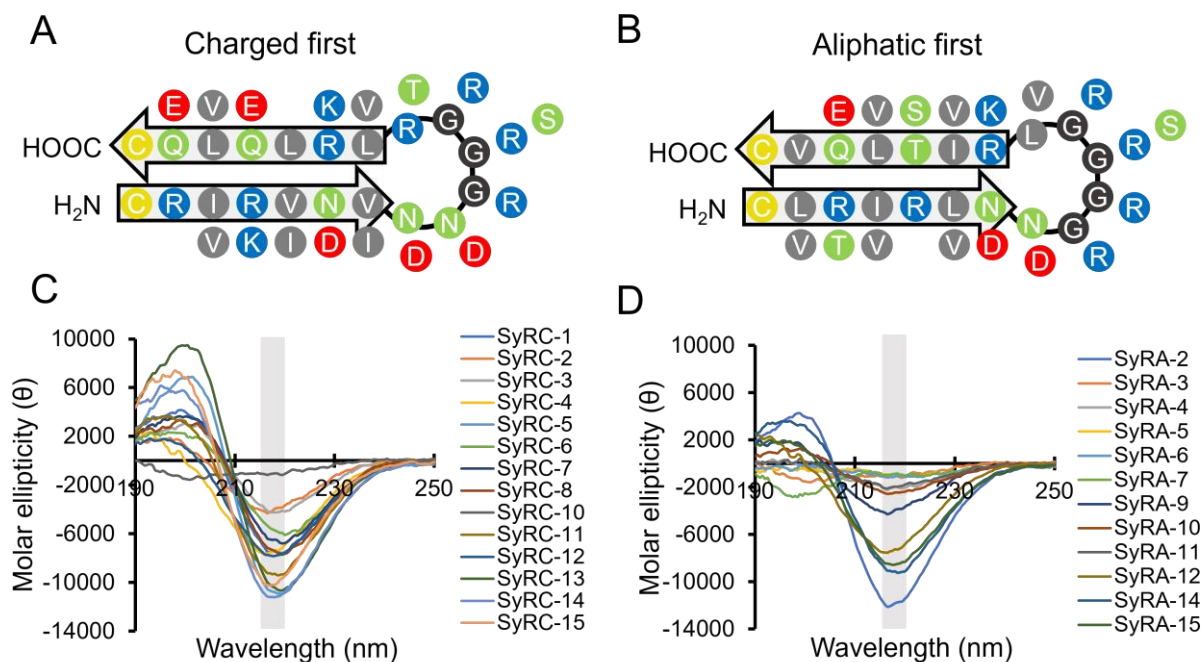 A
Charged first
E V E K V T R S
HOOC C Q L Q L R L R G R
G
G R
H₂N C R I R V N V N N
V K I D I D D
B
Aliphatic first
E V S V K V R S
HOOC C V Q L T I R L G R
G
G R
H₂N C L R I R L N N G
V T V V D D R
C
Molar ellipticity (θ)
10000
6000
2000
-2000
-6000
-10000
-14000
190 210 230 250
Wavelength (nm)
SyRC-1
SyRC-2
SyRC-3
SyRC-4
SyRC-5
SyRC-6
SyRC-7
SyRC-8
SyRC-10
SyRC-11
SyRC-12
SyRC-13
SyRC-14
SyRC-15
D
Molar ellipticity (θ)
10000
6000
2000
-2000
-6000
-10000
-14000
190 210 230 250
Wavelength (nm)
SyRA-2
SyRA-3
SyRA-4
SyRA-5
SyRA-6
SyRA-7
SyRA-9
SyRA-10
SyRA-11
SyRA-12
SyRA-14
SyRA-15